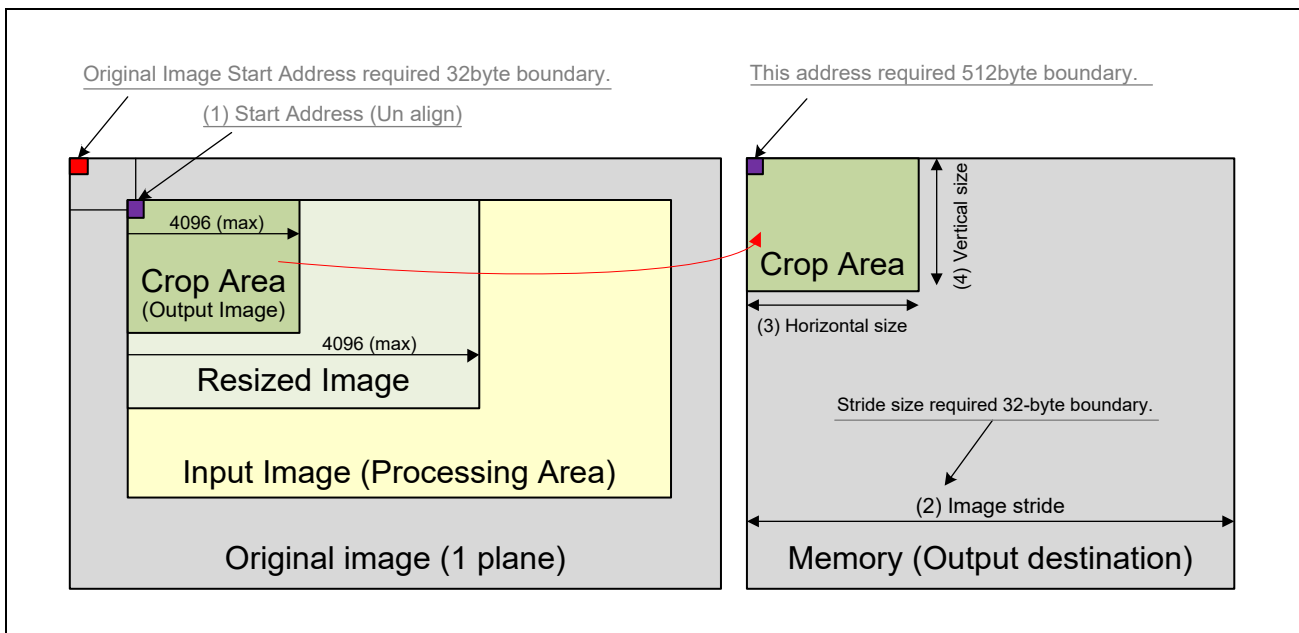 Original Image Start Address required 32byte boundary.
(1) Start Address (Un align)
4096 (max)
Crop Area
(Output Image)
4096 (max)
Resized Image
Input Image (Processing Area)
Original image (1 plane)
This address required 512byte boundary.
Crop Area
(4) Vertical size
(3) Horizontal size
Stride size required 32-byte boundary.
(2) Image stride
Memory (Output destination)